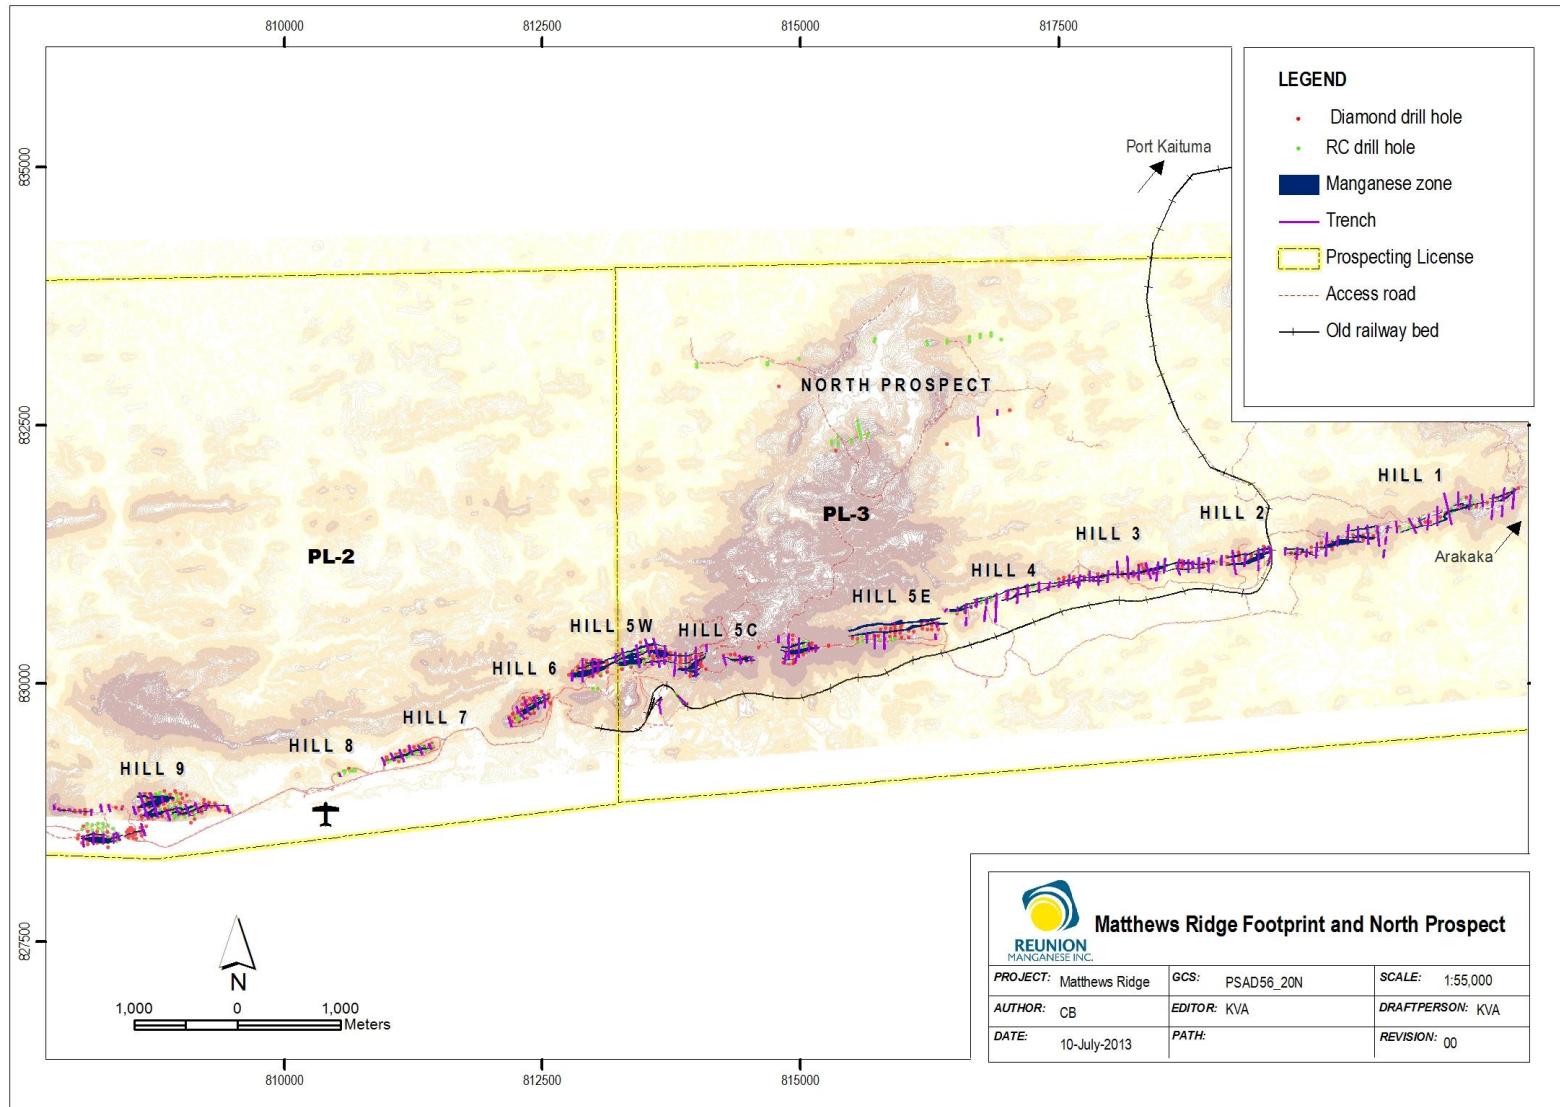 810000
812500
815000
817500
835000
832500
830000
827500
LEGEND
Diamond drill hole
RC drill hole
Manganese zone
Trench
Prospecting License
Access road
Old railway bed
Port Kaituma
NORTH PROSPECT
HILL 1
PL-3
HILL 2
HILL 3
PL-2
Arakaka
HILL 4
HILL 5E
HILL 5W
HILL 5C
HILL 6
HILL 7
HILL 8
HILL 9
N
1,000 0 1,000
Meters
REUNION
MANGANESE INC.
Matthews Ridge Footprint and North Prospect
PROJECT: Matthews Ridge GCS: PSAD56_20N SCALE: 1:55,000
AUTHOR: CB EDITOR: KVA DRAFTPERSON: KVA
DATE: 10-July-2013 PATH: REVISION: 00
810000
812500
815000